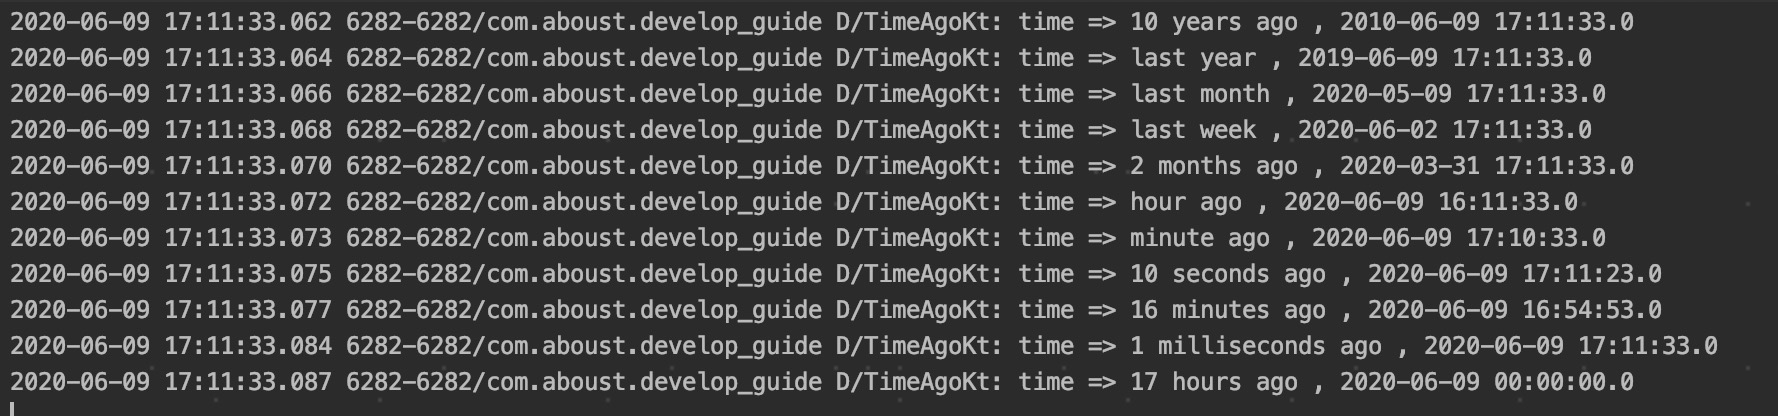 2020-06-09 17:11:33.062 6282-6282/com.aboust.develop_guide D/TimeAgoKt: time => 10 years ago , 2010-06-09 17:11:33.0
2020-06-09 17:11:33.064 6282-6282/com.aboust.develop_guide D/TimeAgoKt: time => last year , 2019-06-09 17:11:33.0
2020-06-09 17:11:33.066 6282-6282/com.aboust.develop_guide D/TimeAgoKt: time => last month , 2020-05-09 17:11:33.0
2020-06-09 17:11:33.068 6282-6282/com.aboust.develop_guide D/TimeAgoKt: time => last week , 2020-06-02 17:11:33.0
2020-06-09 17:11:33.070 6282-6282/com.aboust.develop_guide D/TimeAgoKt: time => 2 months ago , 2020-03-31 17:11:33.0
2020-06-09 17:11:33.072 6282-6282/com.aboust.develop_guide D/TimeAgoKt: time => hour ago , 2020-06-09 16:11:33.0
2020-06-09 17:11:33.073 6282-6282/com.aboust.develop_guide D/TimeAgoKt: time => minute ago , 2020-06-09 17:10:33.0
2020-06-09 17:11:33.075 6282-6282/com.aboust.develop_guide D/TimeAgoKt: time => 10 seconds ago , 2020-06-09 17:11:23.0
2020-06-09 17:11:33.077 6282-6282/com.aboust.develop_guide D/TimeAgoKt: time => 16 minutes ago , 2020-06-09 16:54:53.0
2020-06-09 17:11:33.084 6282-6282/com.aboust.develop_guide D/TimeAgoKt: time => 1 milliseconds ago , 2020-06-09 17:11:33.0
2020-06-09 17:11:33.087 6282-6282/com.aboust.develop_guide D/TimeAgoKt: time => 17 hours ago , 2020-06-09 00:00:00.0